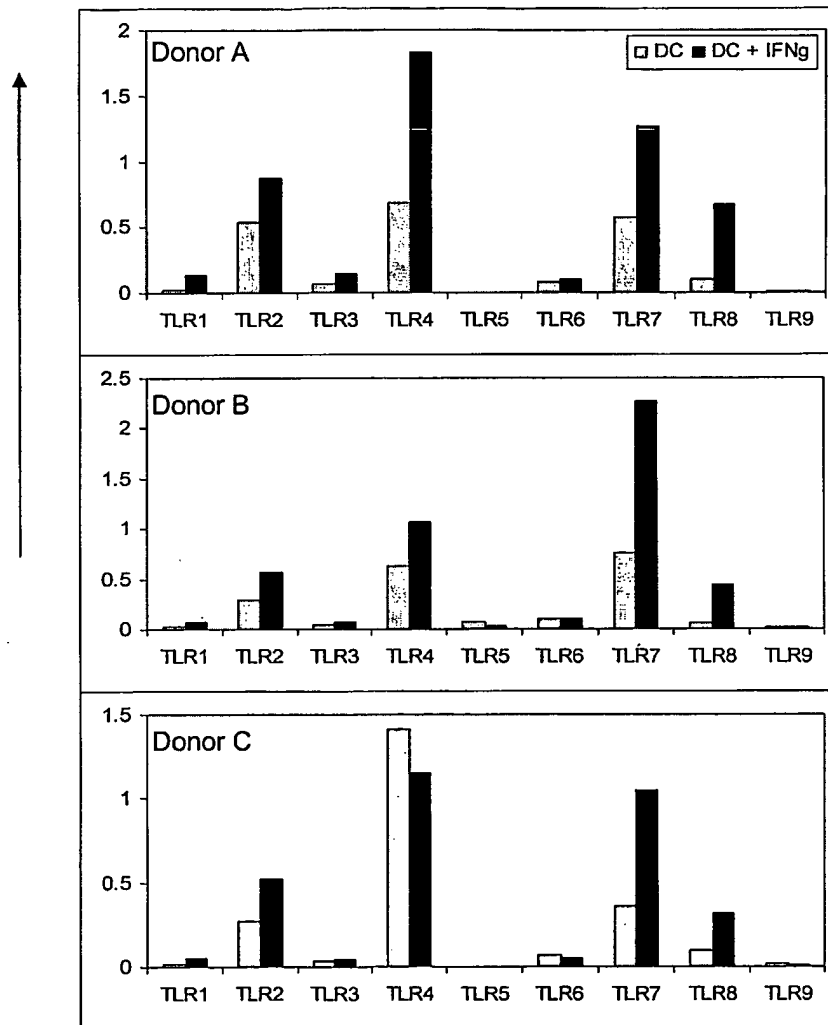 Donor A
DC DC + IFNg
2
1.5
1
0.5
0
TLR1 TLR2 TLR3 TLR4 TLR5 TLR6 TLR7 TLR8 TLR9
Donor B
2.5
2
1.5
1
0.5
0
TLR1 TLR2 TLR3 TLR4 TLR5 TLR6 TLR7 TLR8 TLR9
Donor C
1.5
1
0.5
0
TLR1 TLR2 TLR3 TLR4 TLR5 TLR6 TLR7 TLR8 TLR9